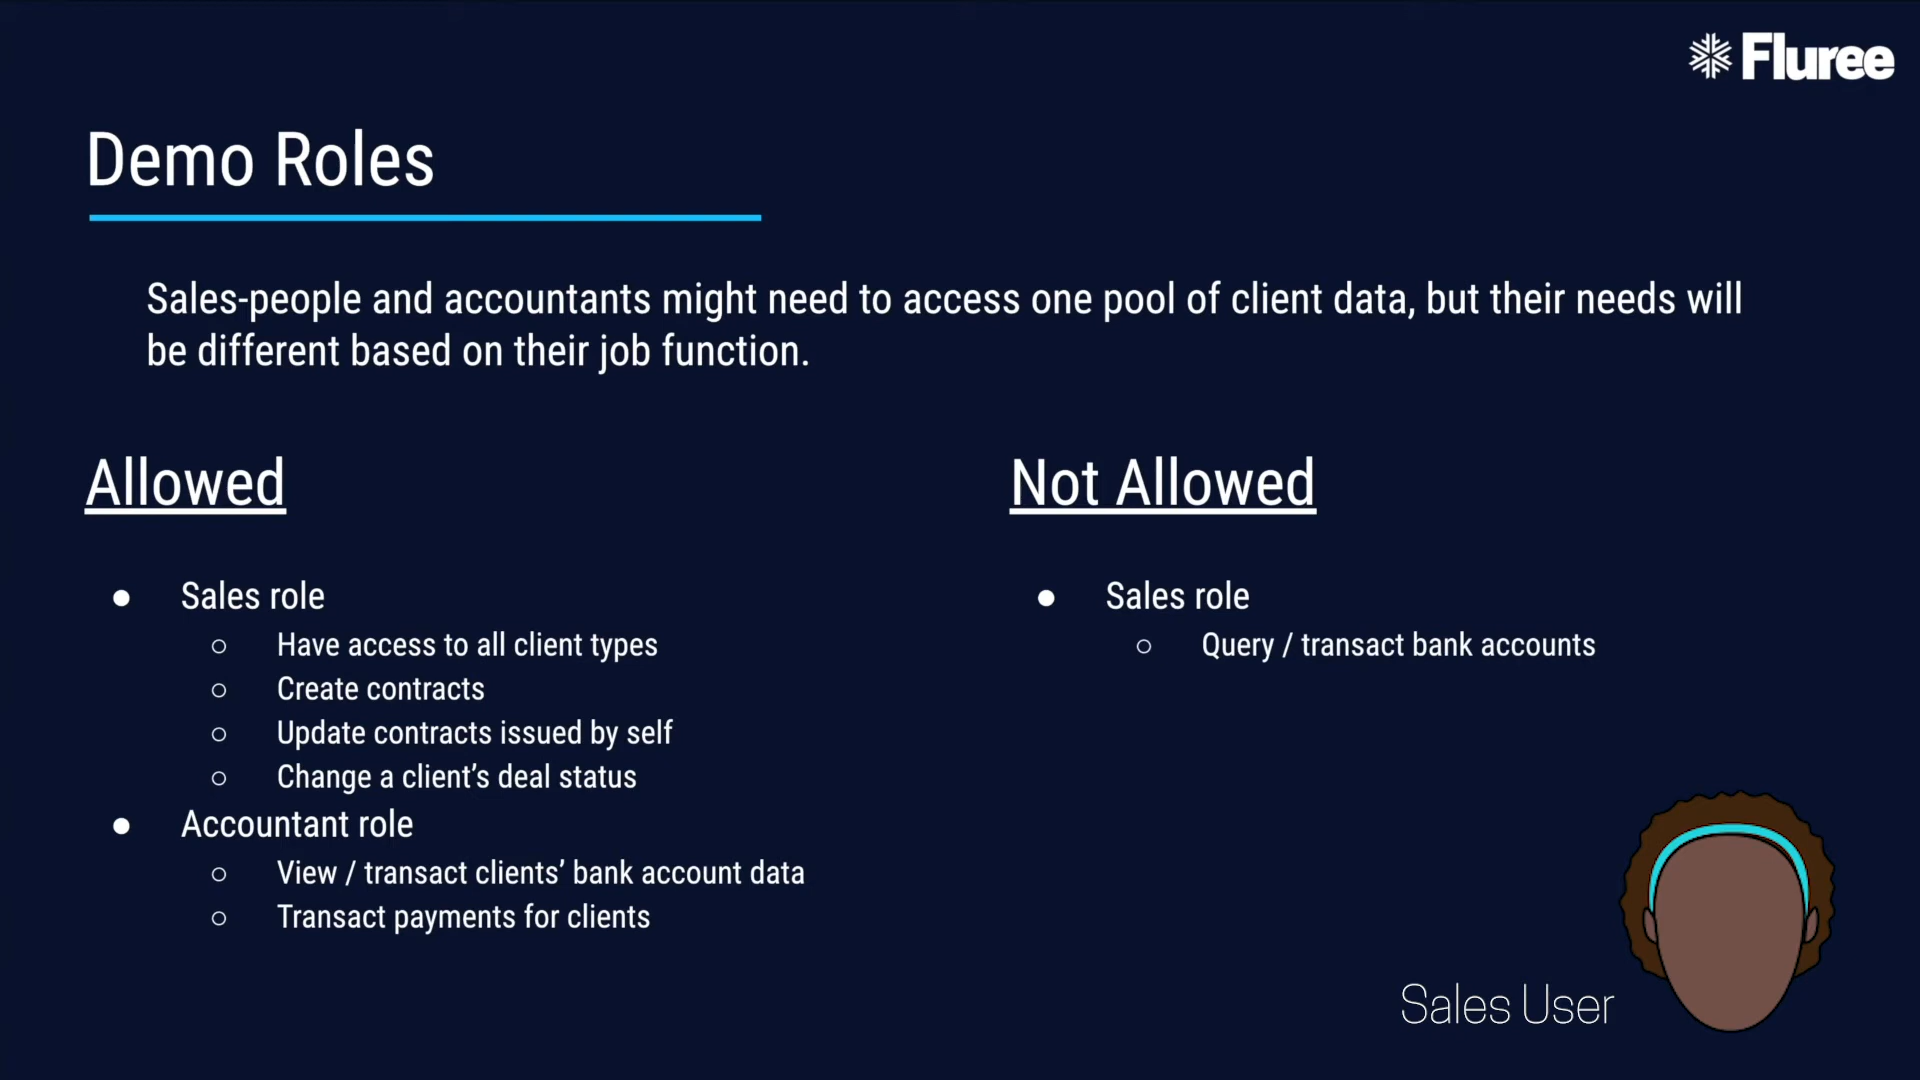 Fluree
Demo Roles
Sales-people and accountants might need to access one pool of client data, but their needs will
be different based on their job function.
Allowed
● Sales role
○ Have access to all client types
○ Create contracts
○ Update contracts issued by self
○ Change a client’s deal status
● Accountant role
○ View / transact clients’ bank account data
○ Transact payments for clients
Not Allowed
● Sales role
○ Query / transact bank accounts
Sales User